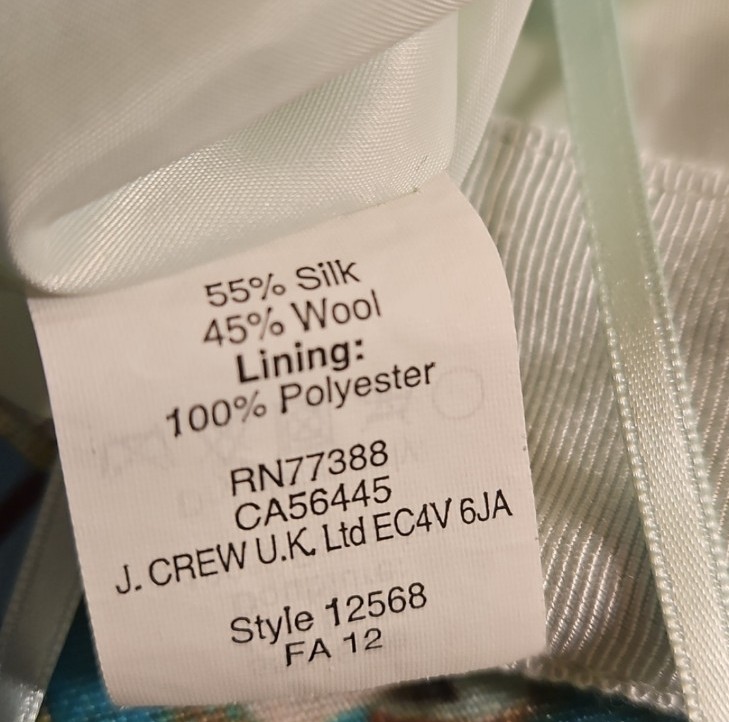 55% Silk
45% Wool
Lining:
100% Polyester
RN77388
CA56445
J. CREW U.K. Ltd EC4V 6JA
Style 12568
FA 12